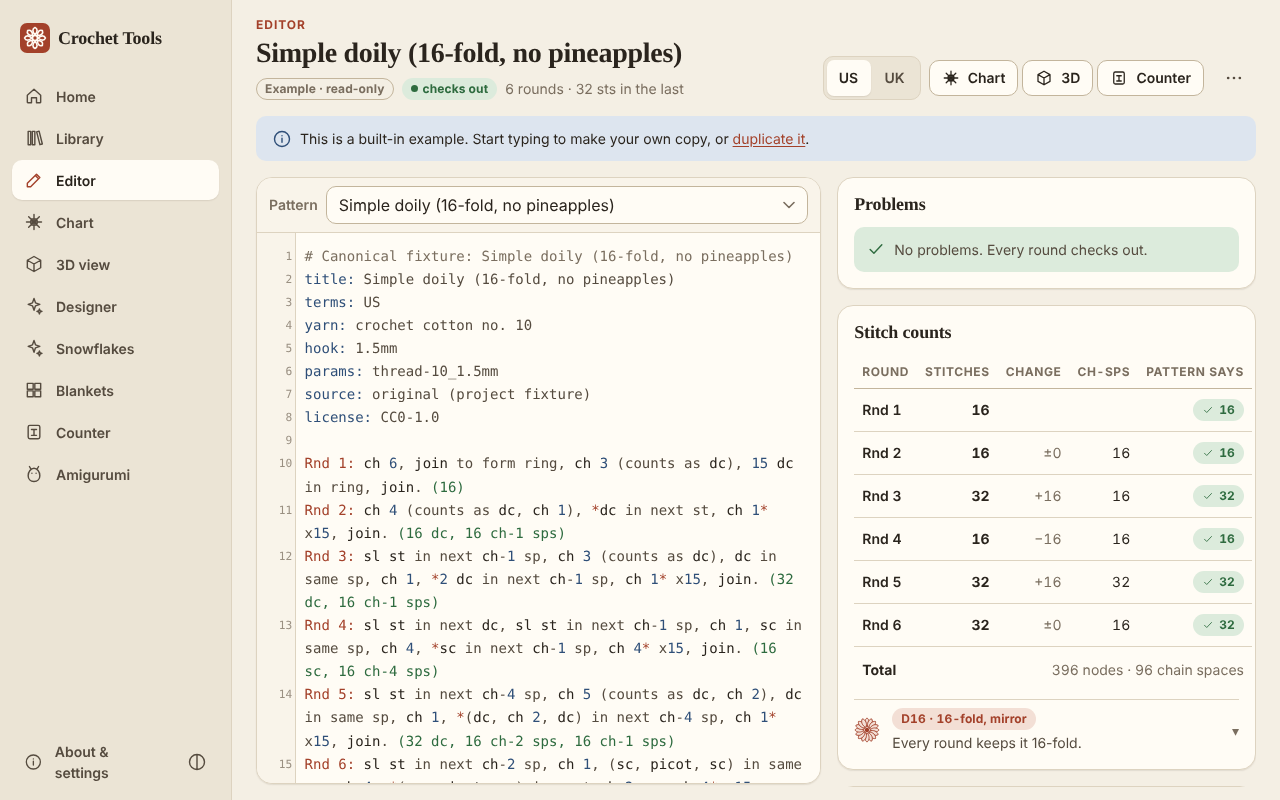 Crochet Tools
Home
Library
Editor
Chart
3D view
Designer
Snowflakes
Blankets
Counter
Amigurumi
About &
settings
EDITOR
Simple doily (16-fold, no pineapples)
Example · read-only
checks out
6 rounds · 32 sts in the last
US
UK
Chart
3D
Counter
This is a built-in example. Start typing to make your own copy, or duplicate it.
Pattern
Simple doily (16-fold, no pineapples)
1 # Canonical fixture: Simple doily (16-fold, no pineapples)
2 title: Simple doily (16-fold, no pineapples)
3 terms: US
4 yarn: crochet cotton no. 10
5 hook: 1.5mm
6 params: thread-10_1.5mm
7 source: original (project fixture)
8 license: CC0-1.0
9
10 Rnd 1: ch 6, join to form ring, ch 3 (counts as dc), 15 dc
in ring, join. (16)
11 Rnd 2: ch 4 (counts as dc, ch 1), *dc in next st, ch 1*
x15, join. (16 dc, 16 ch-1 sps)
12 Rnd 3: sl st in next ch-1 sp, ch 3 (counts as dc), dc in
same sp, ch 1, *2 dc in next ch-1 sp, ch 1* x15, join. (32
dc, 16 ch-1 sps)
13 Rnd 4: sl st in next dc, sl st in next ch-1 sp, ch 1, sc in
same sp, ch 4, *sc in next ch-1 sp, ch 4* x15, join. (16
sc, 16 ch-4 sps)
14 Rnd 5: sl st in next ch-4 sp, ch 5 (counts as dc, ch 2), dc
in same sp, ch 1, *(dc, ch 2, dc) in next ch-4 sp, ch 1*
x15, join. (32 dc, 16 ch-2 sps, 16 ch-1 sps)
15 Rnd 6: sl st in next ch-2 sp, ch 1, (sc, picot, sc) in same
Problems
No problems. Every round checks out.
Stitch counts
ROUND STITCHES CHANGE CH-SPS PATTERN SAYS
Rnd 1 16 16
Rnd 2 16 ±0 16 16
Rnd 3 32 +16 16 32
Rnd 4 16 −16 16 16
Rnd 5 32 +16 32 32
Rnd 6 32 ±0 16 32
Total 396 nodes · 96 chain spaces
D16 · 16-fold, mirror
Every round keeps it 16-fold.